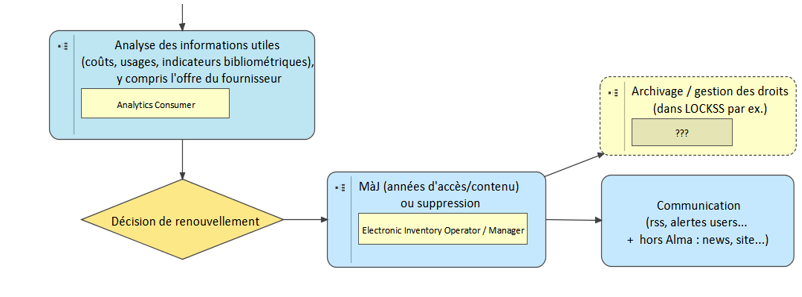 Analyse des informations utiles
(coûts, usages, indicateurs bibliométriques),
y compris l'offre du fournisseur
Analytics Consumer
Décision de renouvellement
MàJ (années d'accès/contenu)
ou suppression
Electronic Inventory Operator / Manager
Archivage / gestion des droits
(dans LOCKSS par ex.)
???
Communication
(rss, alertes users...
+ hors Alma : news, site...)